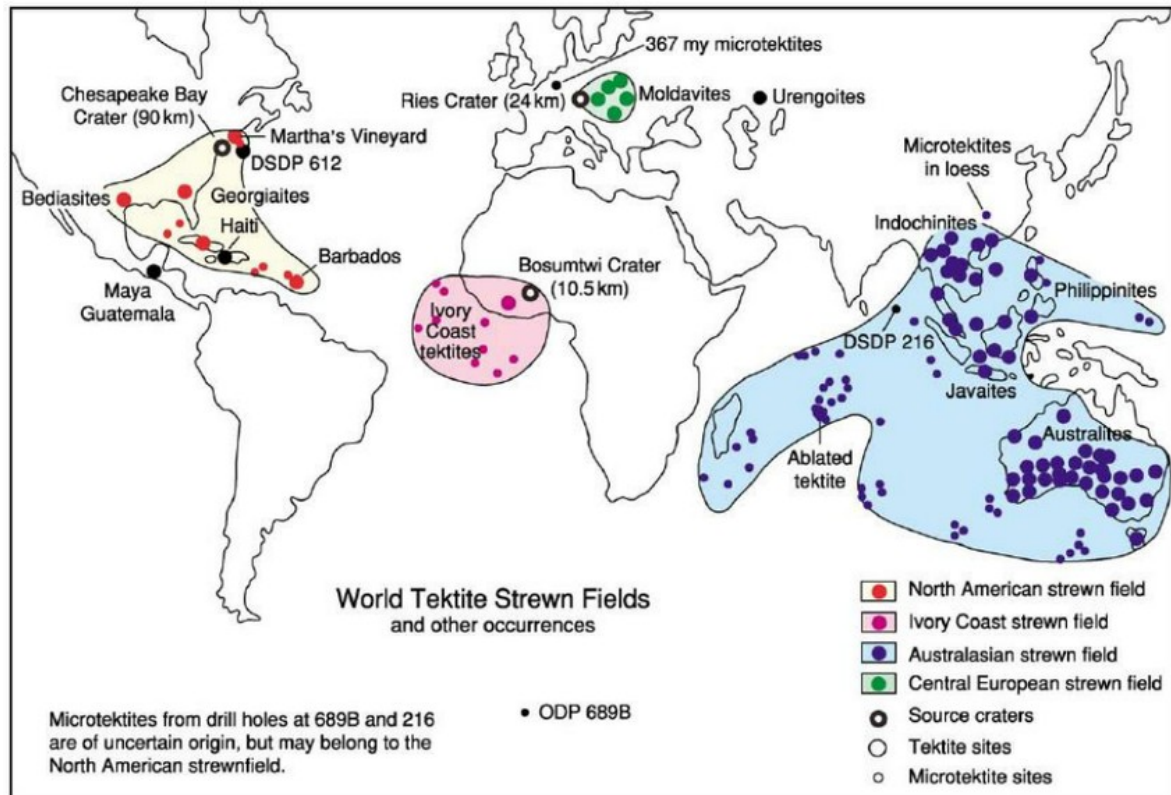 367 my microtektites
Chesapeake Bay
Crater (90 km)
Ries Crater (24 km)
Moldavites
Urengoites
Martha's Vineyard
DSDP 612
Microtektites
in loess
Bediasites
Georgiaites
Haiti
Indochinites
Barbados
Bosumtwi Crater
(10.5 km)
Maya
Guatemala
Ivory
Coast
tektites
Philippinites
DSDP 216
Javaites
Australites
Ablated
tektite
World Tektite Strewn Fields
and other occurrences
North American strewn field
Ivory Coast strewn field
Australasian strewn field
Central European strewn field
Source craters
Tektite sites
Microtektite sites
ODP 689B
Microtektites from drill holes at 689B and 216
are of uncertain origin, but may belong to the
North American strewnfield.